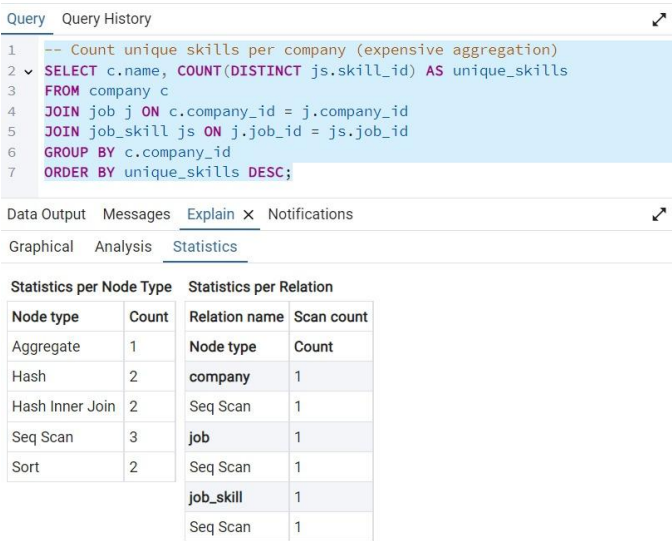 Query Query History
1 -- Count unique skills per company (expensive aggregation)
2 SELECT c.name, COUNT(DISTINCT js.skill_id) AS unique_skills
3 FROM company c
4 JOIN job j ON c.company_id = j.company_id
5 JOIN job_skill js ON j.job_id = js.job_id
6 GROUP BY c.company_id
7 ORDER BY unique_skills DESC;
Data Output Messages Explain Notifications
Graphical Analysis Statistics
Statistics per Node Type
Node type Count
Aggregate 1
Hash 2
Hash Inner Join 2
Seq Scan 3
Sort 2
Statistics per Relation
Relation name Scan count
Node type Count
company 1
Seq Scan 1
job 1
Seq Scan 1
job_skill 1
Seq Scan 1